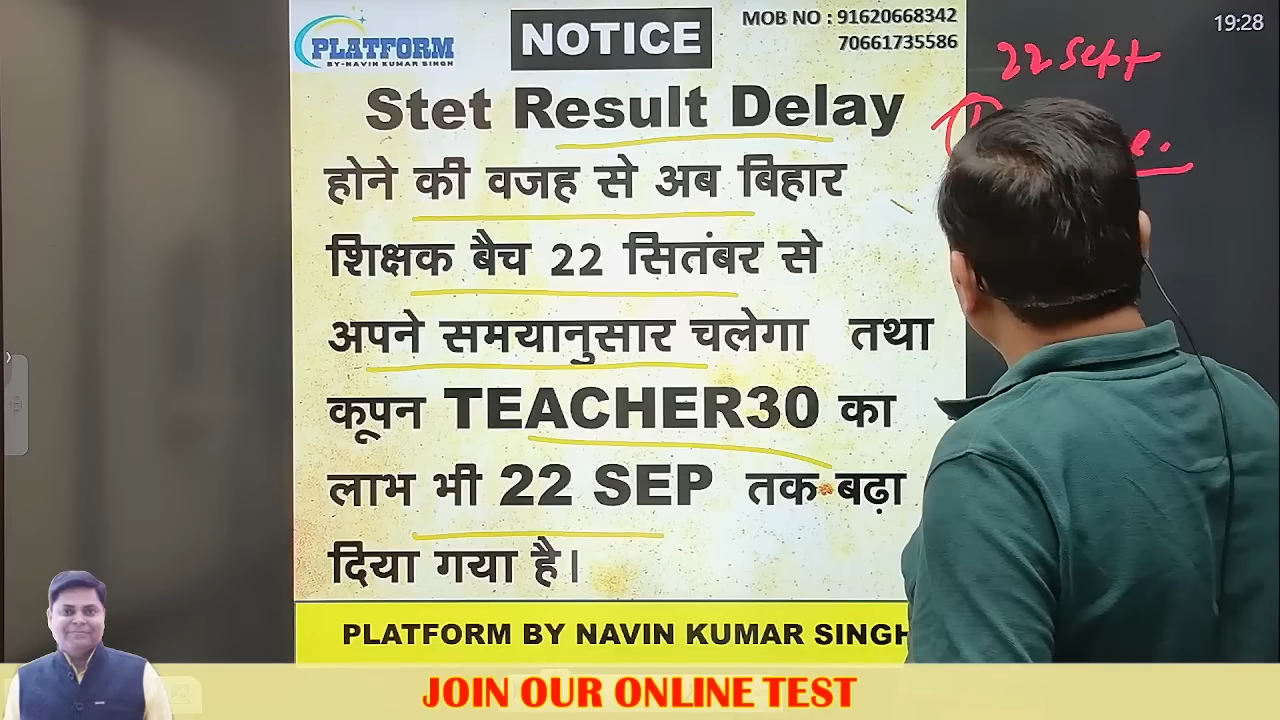 PLATFORM
BY-NAVIN KUMAR SINGH
NOTICE
MOB NO : 91620668342
70661735586
19:28
22 Sept
Stet Result Delay
होने की वजह से अब बिहार
शिक्षक बैच 22 सितंबर से
अपने समयानुसार चलेगा तथा
कूपन TEACHER30 का
लाभ भी 22 SEP तक बढ़ा
दिया गया है।
PLATFORM BY NAVIN KUMAR SINGH
JOIN OUR ONLINE TEST